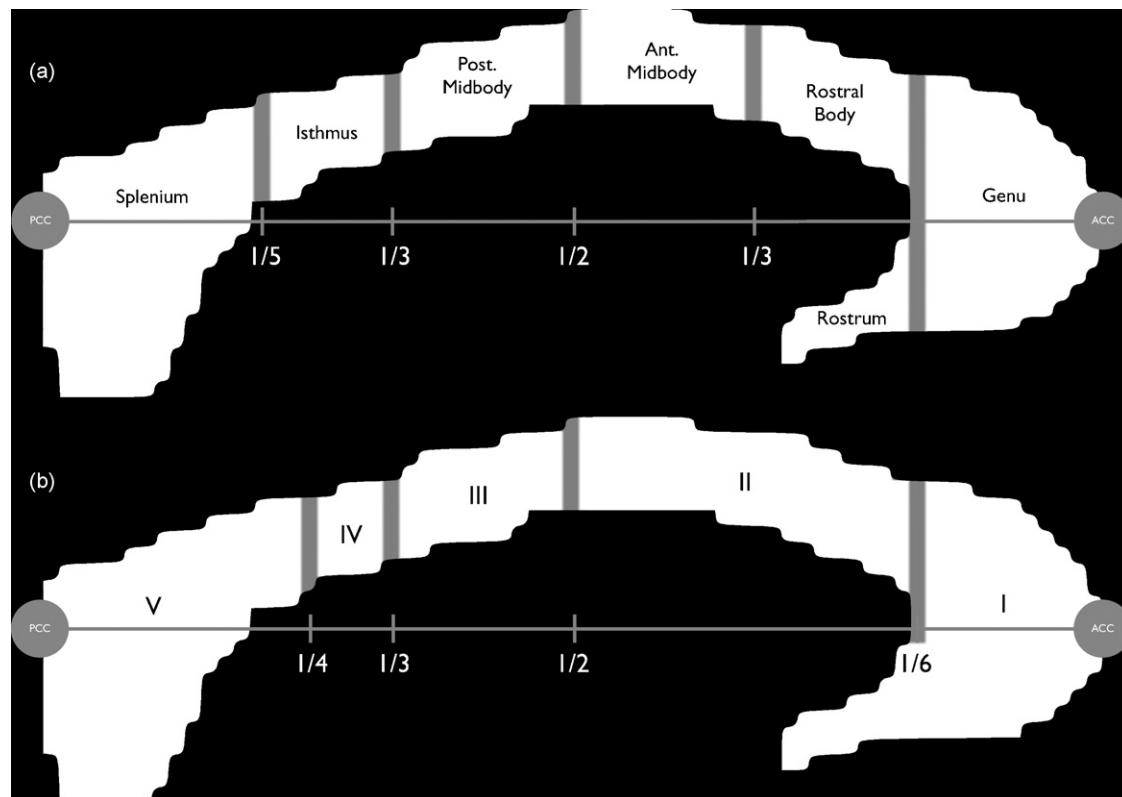 (a)
Post.
Midbody
Ant.
Midbody
Rostral
Body
Isthmus
Splenium
Genu
PCC
ACC
1/5
1/3
1/2
1/3
Rostrum
(b)
III
II
IV
V
I
PCC
ACC
1/4
1/3
1/2
1/6